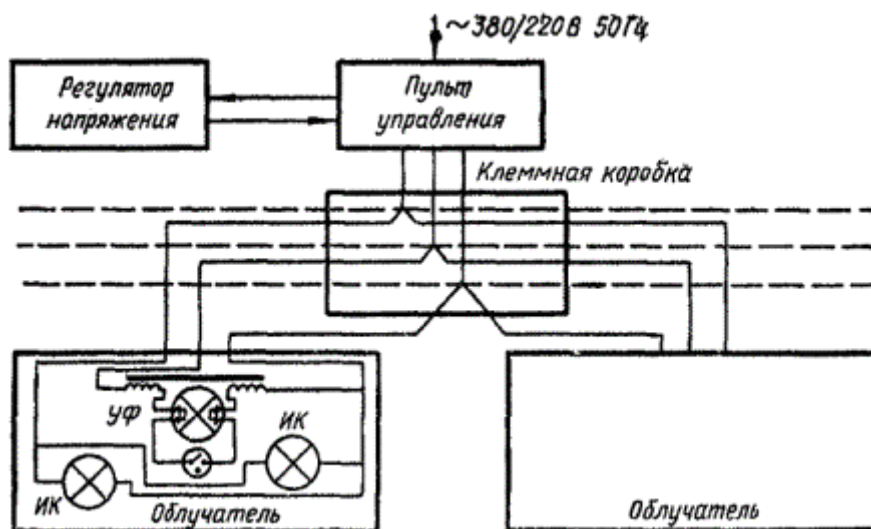 ~380/220В 50Гц
Регулятор
напряжения
Пульт
управления
Клеммная коробка
УФ
ИК
ИК
Облучатель
Облучатель